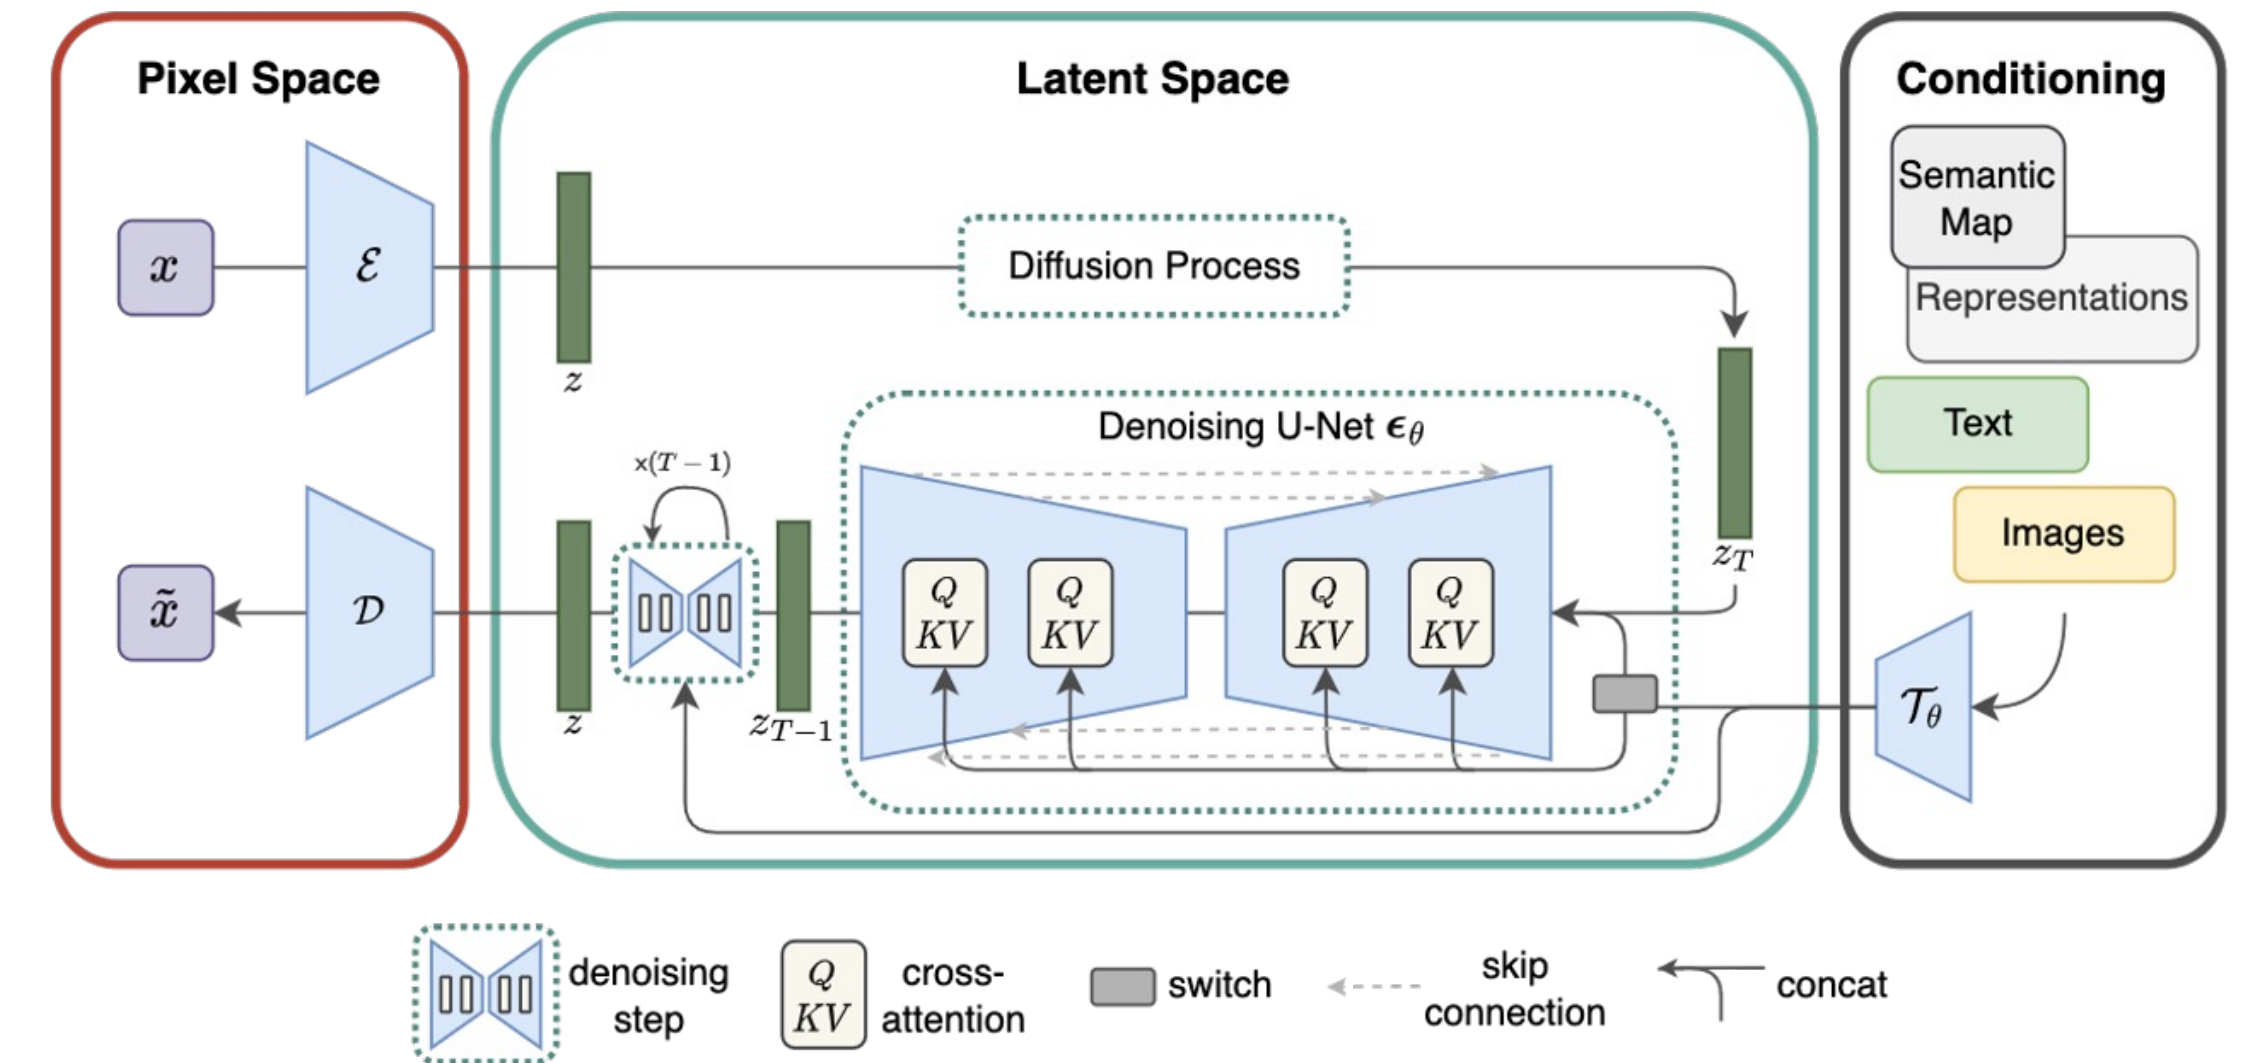 Pixel Space
Latent Space
Conditioning
x
ℰ
z
Diffusion Process
Semantic
Map
Representations
Text
Images
z_T
Denoising U-Net ϵ_θ
×(T − 1)
x̃
𝒟
z
z_{T−1}
Q
KV
Q
KV
Q
KV
Q
KV
𝒯_θ
denoising
step
Q
KV
cross-
attention
switch
skip
connection
concat